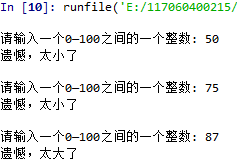 In [10]: runfile('E:/117060400215/
请输入一个0—100之间的一个整数: 50
遗憾，太小了
请输入一个0—100之间的一个整数: 75
遗憾，太小了
请输入一个0—100之间的一个整数: 87
遗憾，太大了